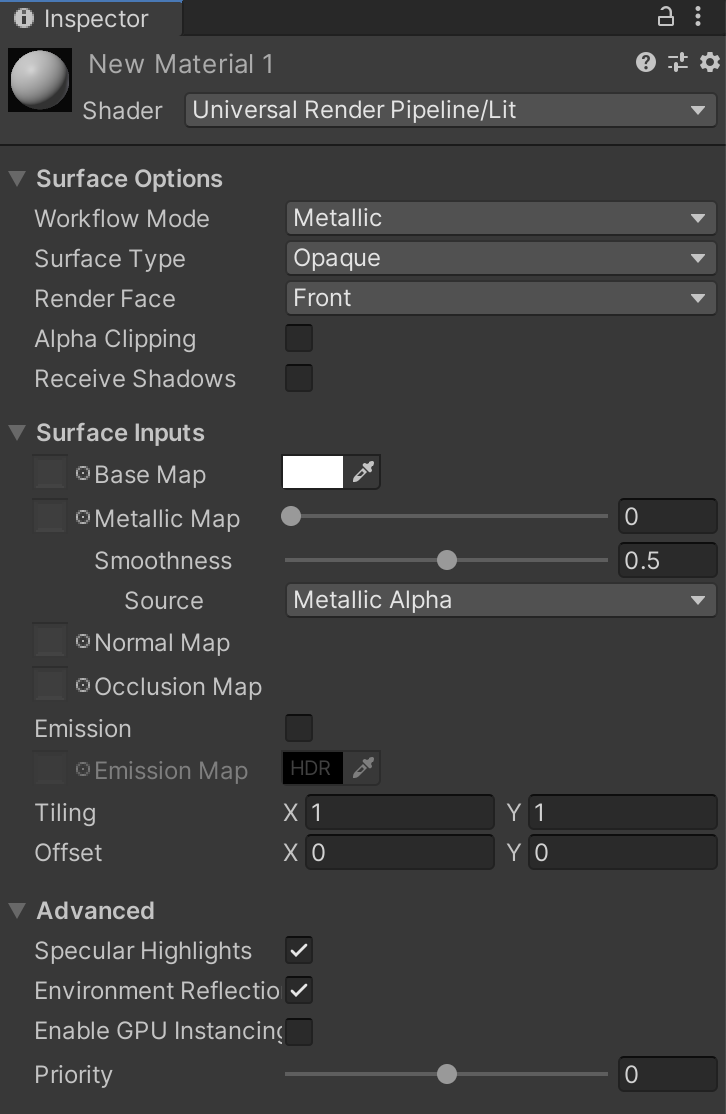 Inspector
New Material 1
Shader Universal Render Pipeline/Lit
Surface Options
Workflow Mode Metallic
Surface Type Opaque
Render Face Front
Alpha Clipping
Receive Shadows
Surface Inputs
Base Map
Metallic Map 0
Smoothness 0.5
Source Metallic Alpha
Normal Map
Occlusion Map
Emission
Emission Map HDR
Tiling X 1 Y 1
Offset X 0 Y 0
Advanced
Specular Highlights
Environment Reflectio
Enable GPU Instancing
Priority 0